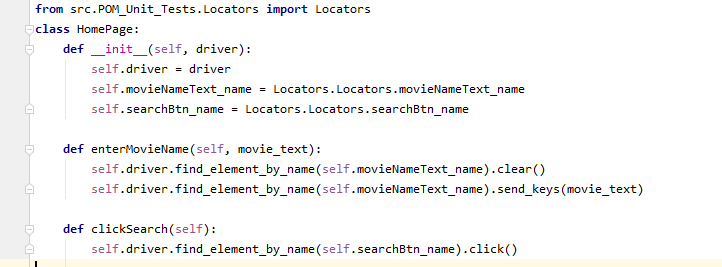 from src.POM_Unit_Tests.Locators import Locators
class HomePage:
    def __init__(self, driver):
        self.driver = driver
        self.movieNameText_name = Locators.Locators.movieNameText_name
        self.searchBtn_name = Locators.Locators.searchBtn_name
    def enterMovieName(self, movie_text):
        self.driver.find_element_by_name(self.movieNameText_name).clear()
        self.driver.find_element_by_name(self.movieNameText_name).send_keys(movie_text)
    def clickSearch(self):
        self.driver.find_element_by_name(self.searchBtn_name).click()